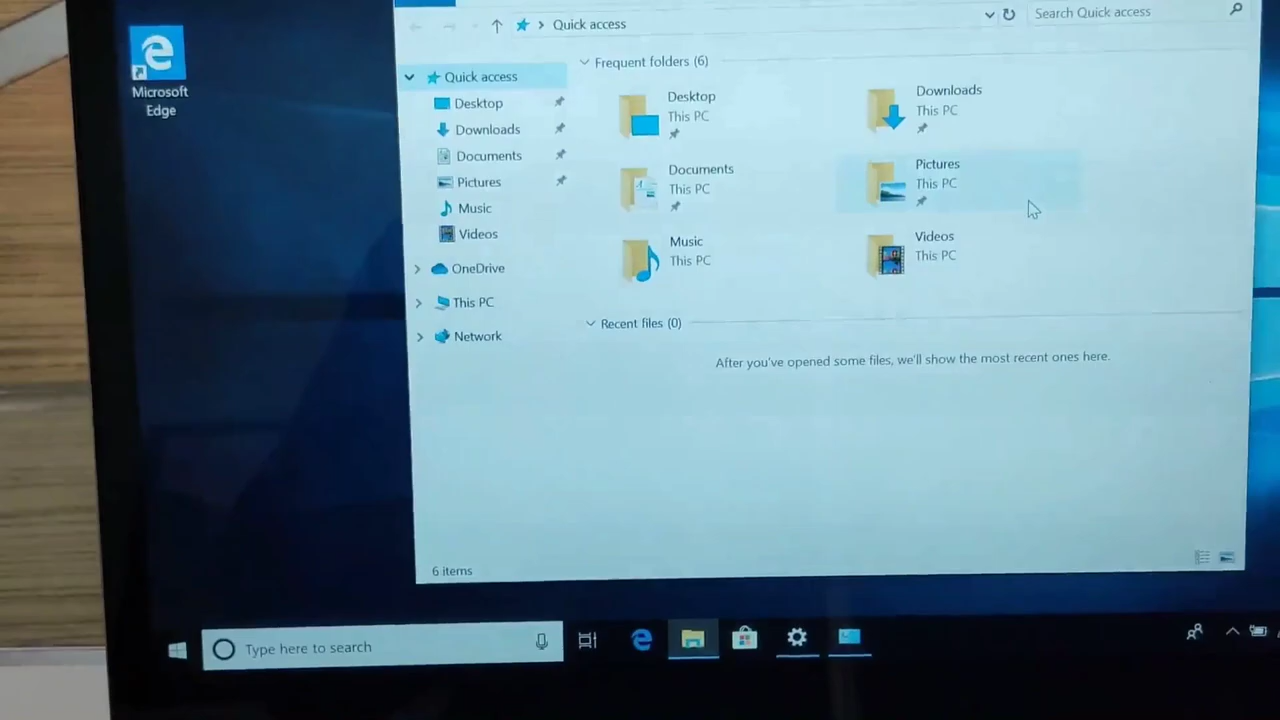 Quick access
Search Quick access
Microsoft
Edge
Quick access
Desktop
Downloads
Documents
Pictures
Music
Videos
OneDrive
This PC
Network
Frequent folders (6)
Desktop
This PC
Downloads
This PC
Documents
This PC
Pictures
This PC
Music
This PC
Videos
This PC
Recent files (0)
After you've opened some files, we'll show the most recent ones here.
6 items
Type here to search